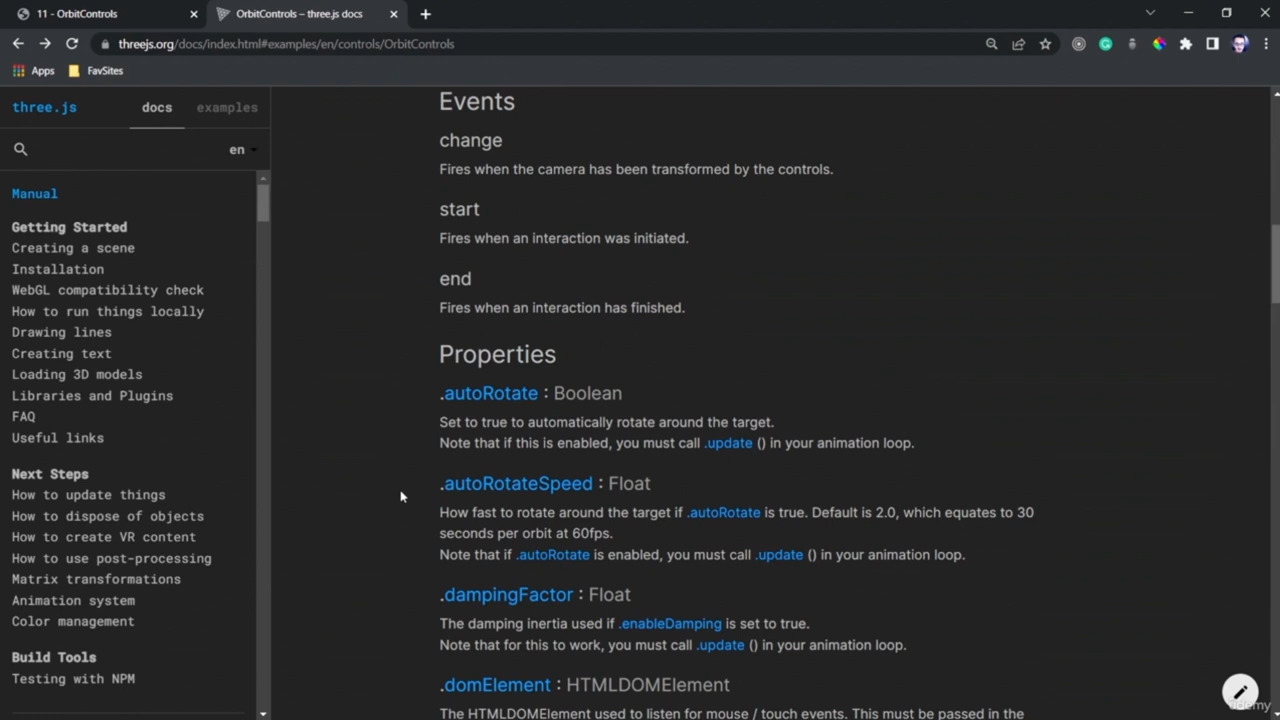 11 - OrbitControls
OrbitControls – three.js docs
threejs.org/docs/index.html#examples/en/controls/OrbitControls
Apps
FavSites
three.js
docs
examples
en
Manual
Getting Started
Creating a scene
Installation
WebGL compatibility check
How to run things locally
Drawing lines
Creating text
Loading 3D models
Libraries and Plugins
FAQ
Useful links
Next Steps
How to update things
How to dispose of objects
How to create VR content
How to use post-processing
Matrix transformations
Animation system
Color management
Build Tools
Testing with NPM
Events
change
Fires when the camera has been transformed by the controls.
start
Fires when an interaction was initiated.
end
Fires when an interaction has finished.
Properties
.autoRotate : Boolean
Set to true to automatically rotate around the target.
Note that if this is enabled, you must call .update () in your animation loop.
.autoRotateSpeed : Float
How fast to rotate around the target if .autoRotate is true. Default is 2.0, which equates to 30
seconds per orbit at 60fps.
Note that if .autoRotate is enabled, you must call .update () in your animation loop.
.dampingFactor : Float
The damping inertia used if .enableDamping is set to true.
Note that for this to work, you must call .update () in your animation loop.
.domElement : HTMLDOMElement
The HTMLDOMElement used to listen for mouse / touch events. This must be passed in the
udemy